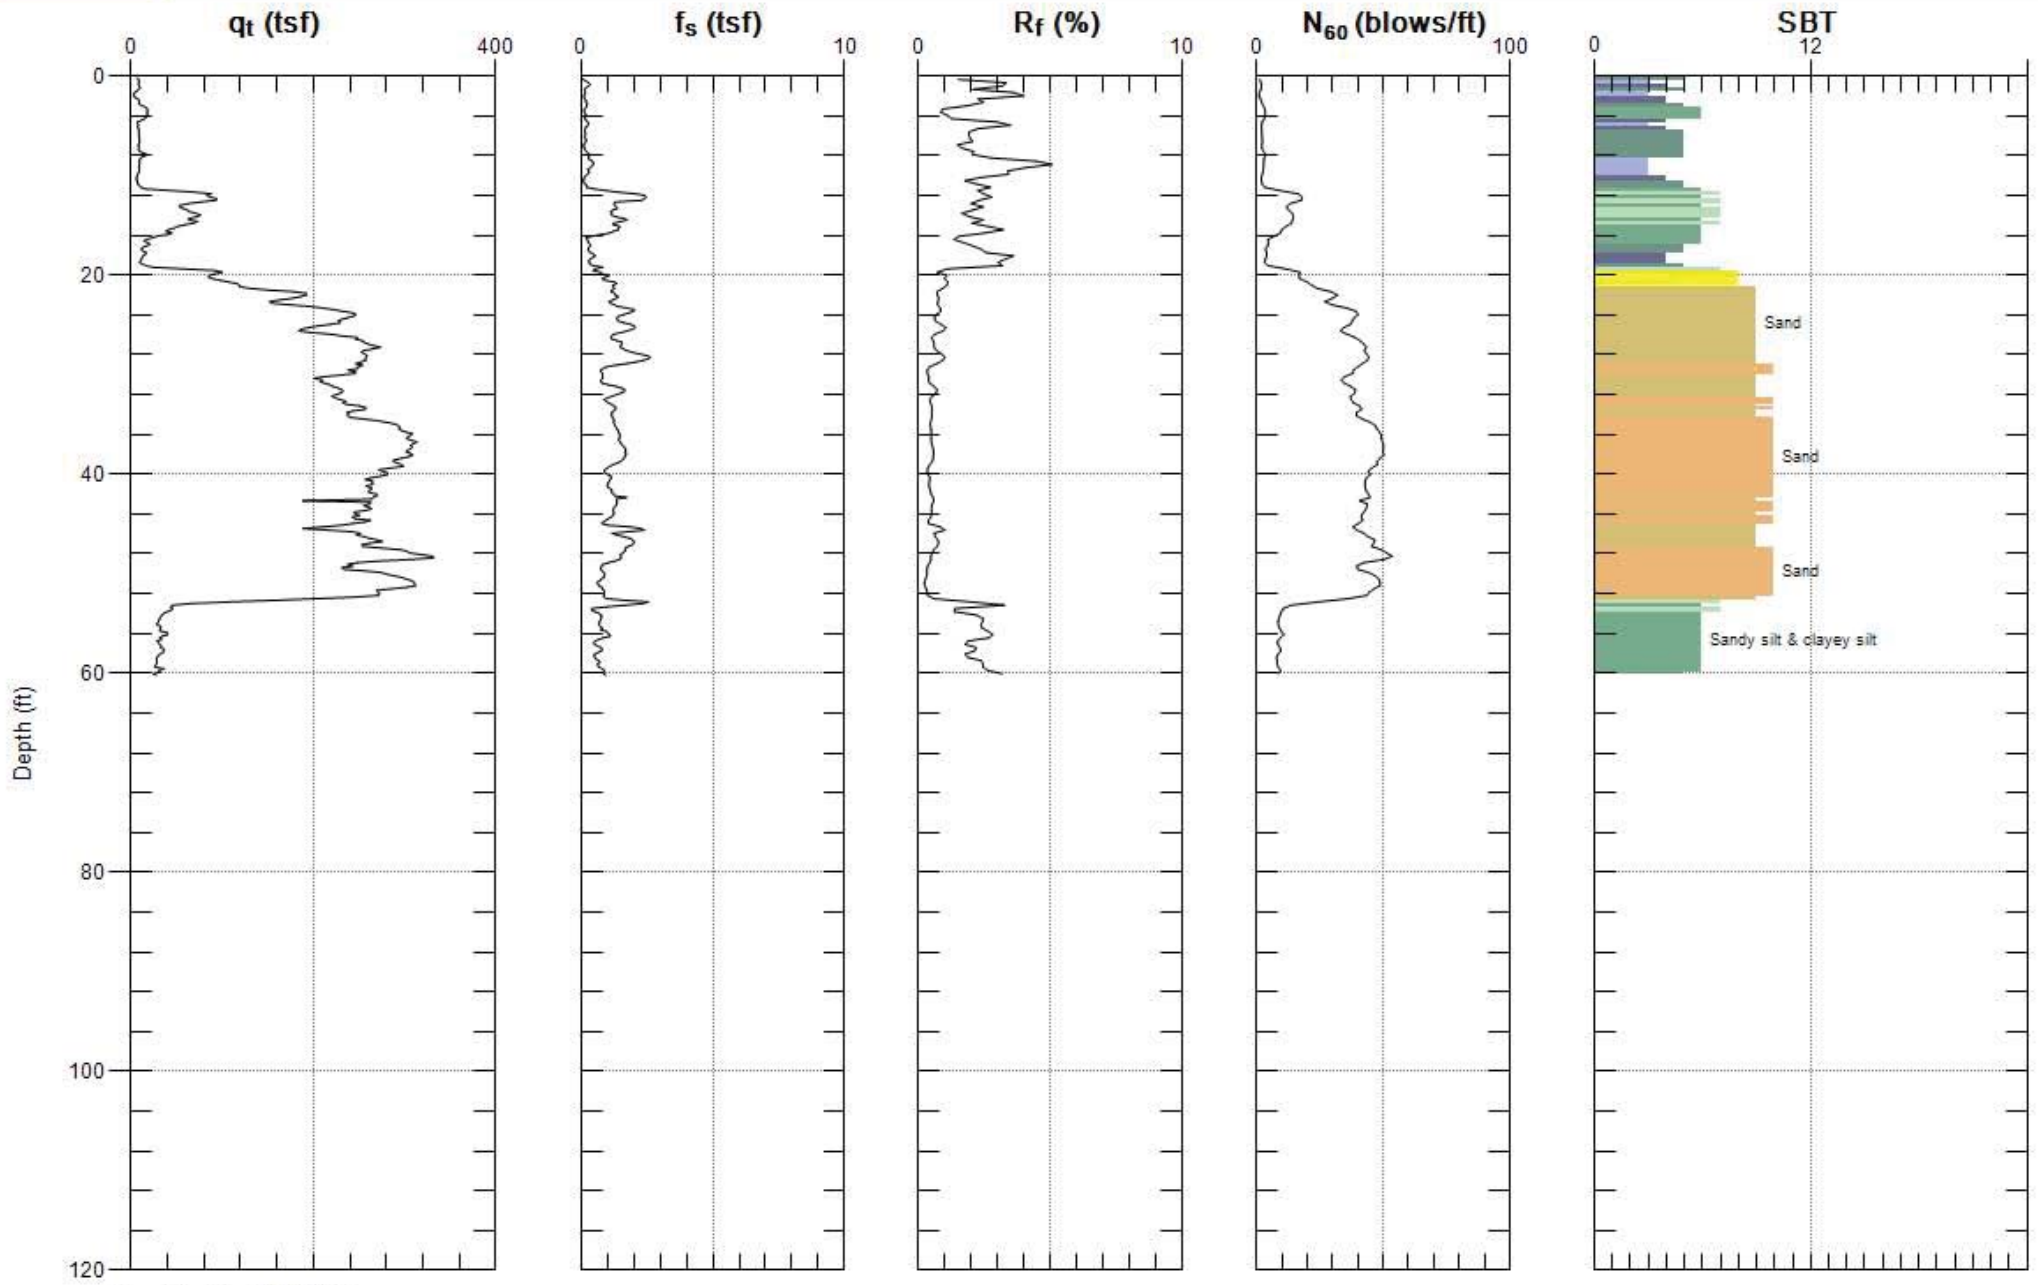 qt (tsf) fs (tsf) Rf (%) N60 (blows/ft) SBT
0 400 0 10 0 10 0 100 0 12
0
20
Sand
40
Sand
Sand
Sandy silt & clayey silt
60
Depth (ft)
80
100
120